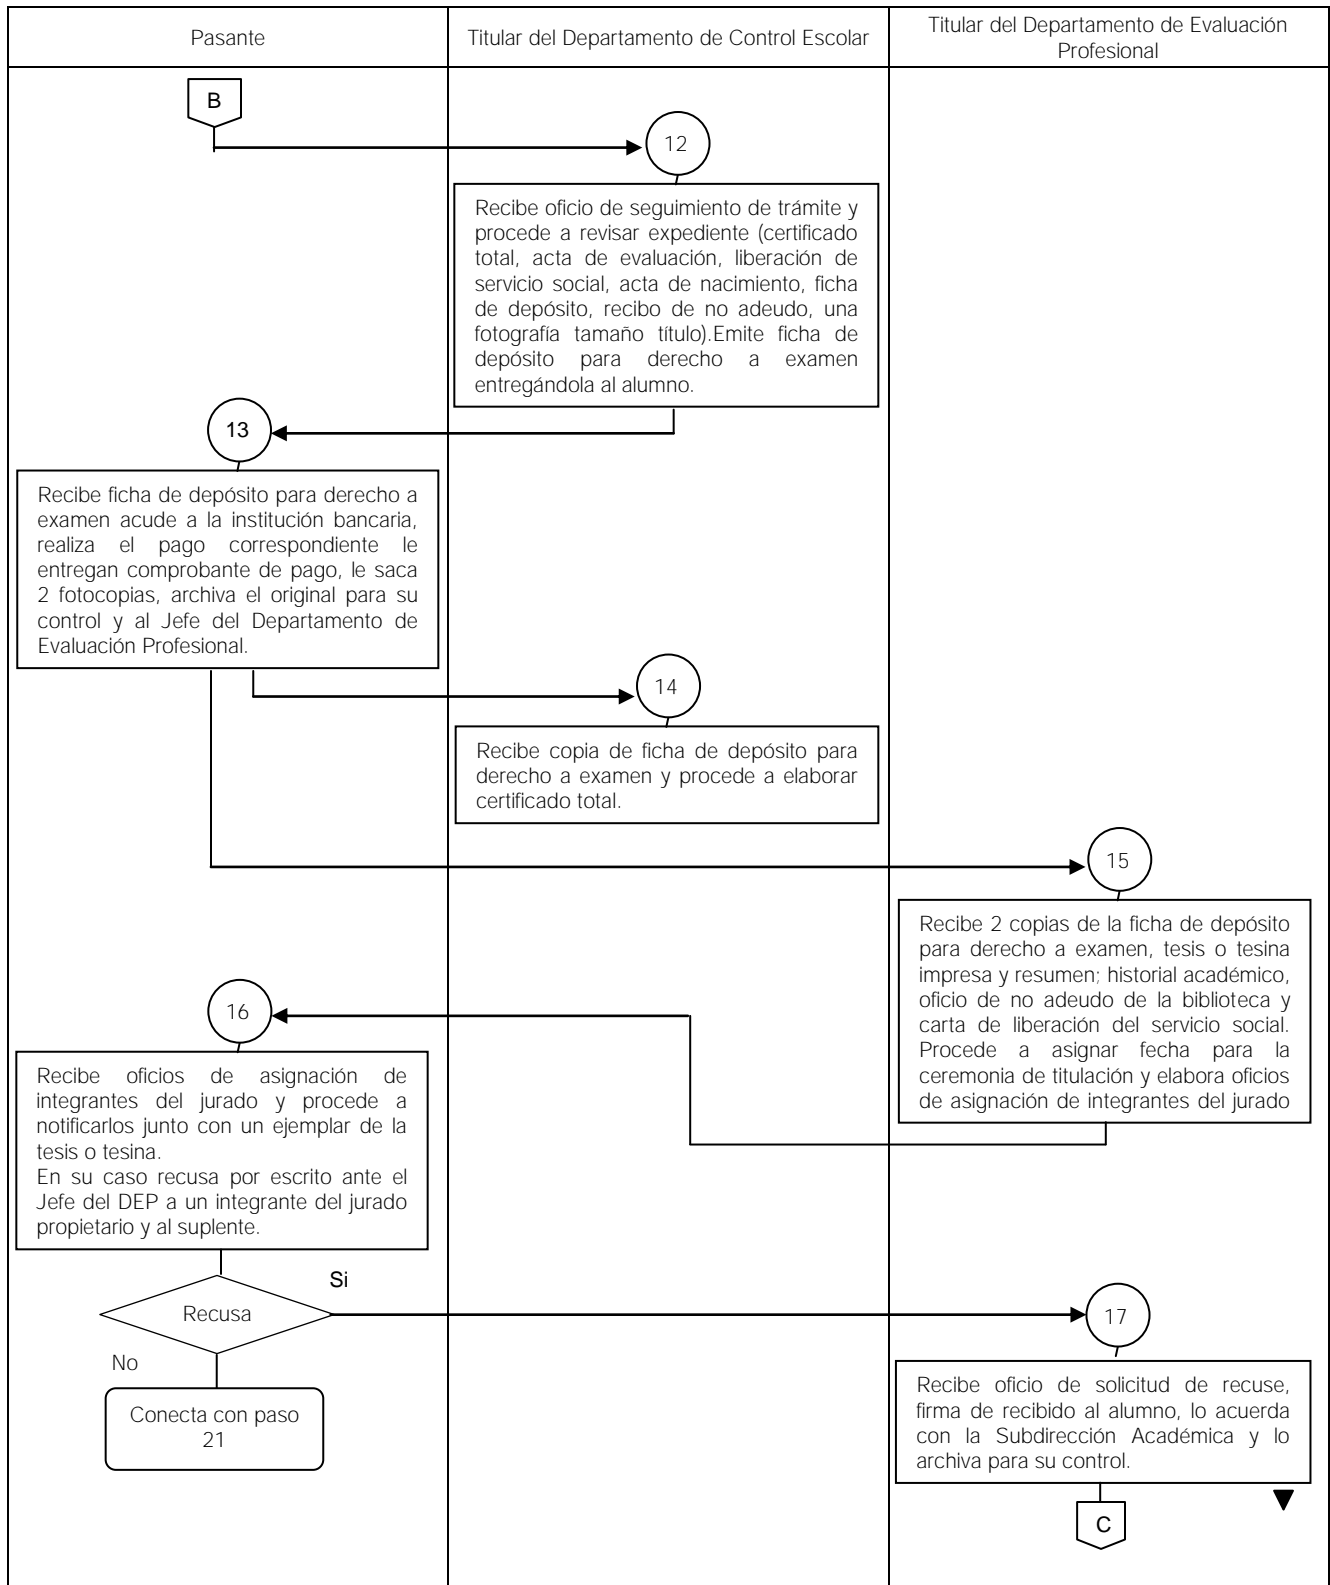 Pasante
Titular del Departamento de Control Escolar
Titular del Departamento de Evaluación
Profesional
B
12
Recibe oficio de seguimiento de trámite y
procede a revisar expediente (certificado
total, acta de evaluación, liberación de
servicio social, acta de nacimiento, ficha
de depósito, recibo de no adeudo, una
fotografía tamaño título).Emite ficha de
depósito para derecho a examen
entregándola al alumno.
13
Recibe ficha de depósito para derecho a
examen acude a la institución bancaria,
realiza el pago correspondiente le
entregan comprobante de pago, le saca
2 fotocopias, archiva el original para su
control y al Jefe del Departamento de
Evaluación Profesional.
14
Recibe copia de ficha de depósito para
derecho a examen y procede a elaborar
certificado total.
15
Recibe 2 copias de la ficha de depósito
para derecho a examen, tesis o tesina
impresa y resumen; historial académico,
oficio de no adeudo de la biblioteca y
carta de liberación del servicio social.
Procede a asignar fecha para la
ceremonia de titulación y elabora oficios
de asignación de integrantes del jurado
16
Recibe oficios de asignación de
integrantes del jurado y procede a
notificarlos junto con un ejemplar de la
tesis o tesina.
En su caso recusa por escrito ante el
Jefe del DEP a un integrante del jurado
propietario y al suplente.
Si
Recusa
No
Conecta con paso
21
17
Recibe oficio de solicitud de recuse,
firma de recibido al alumno, lo acuerda
con la Subdirección Académica y lo
archiva para su control.
C